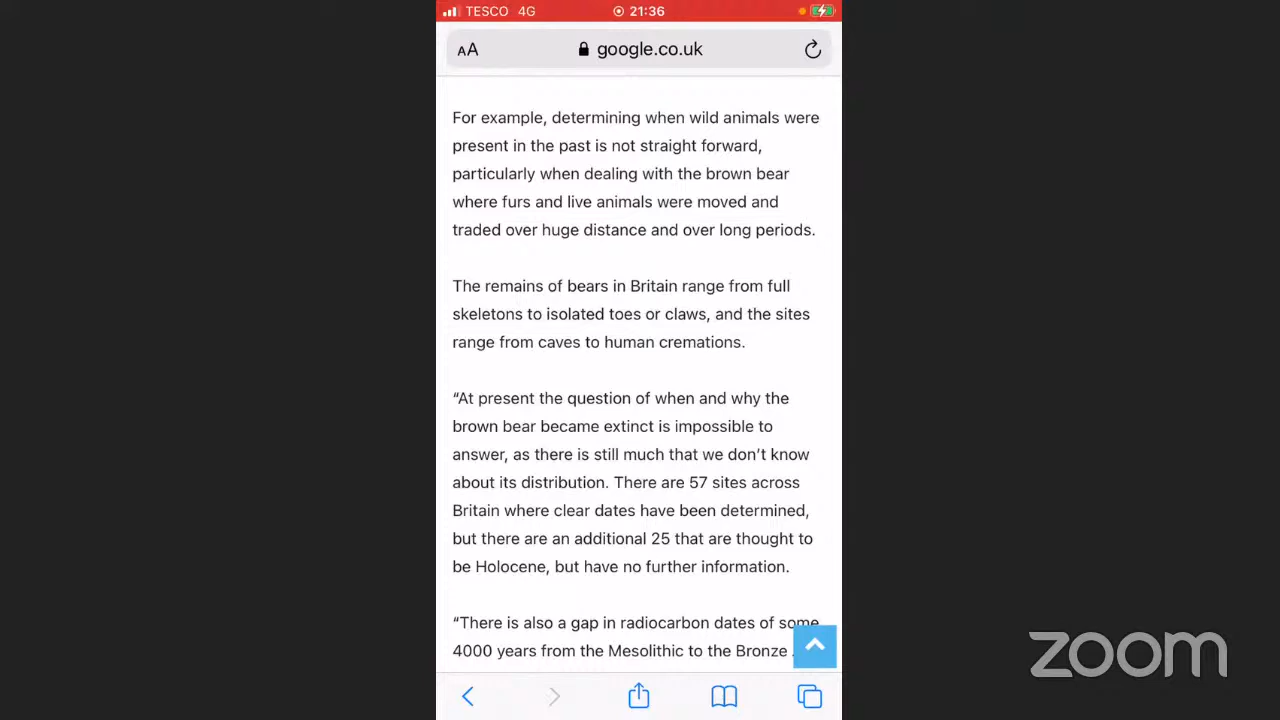 TESCO 4G 21:36
AA google.co.uk
For example, determining when wild animals were
present in the past is not straight forward,
particularly when dealing with the brown bear
where furs and live animals were moved and
traded over huge distance and over long periods.
The remains of bears in Britain range from full
skeletons to isolated toes or claws, and the sites
range from caves to human cremations.
“At present the question of when and why the
brown bear became extinct is impossible to
answer, as there is still much that we don’t know
about its distribution. There are 57 sites across
Britain where clear dates have been determined,
but there are an additional 25 that are thought to
be Holocene, but have no further information.
“There is also a gap in radiocarbon dates of some
4000 years from the Mesolithic to the Bronze
zoom